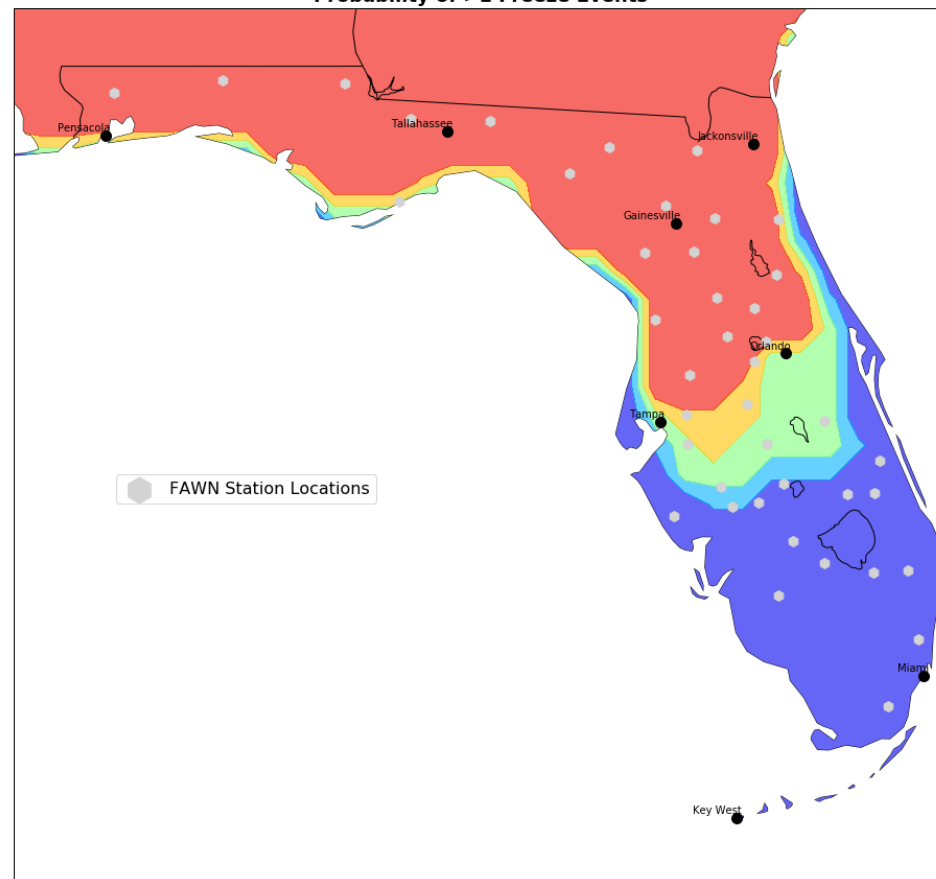 Pensacola
Tallahassee
Jacksonville
Gainesville
Orlando
Tampa
FAWN Station Locations
Miami
Key West